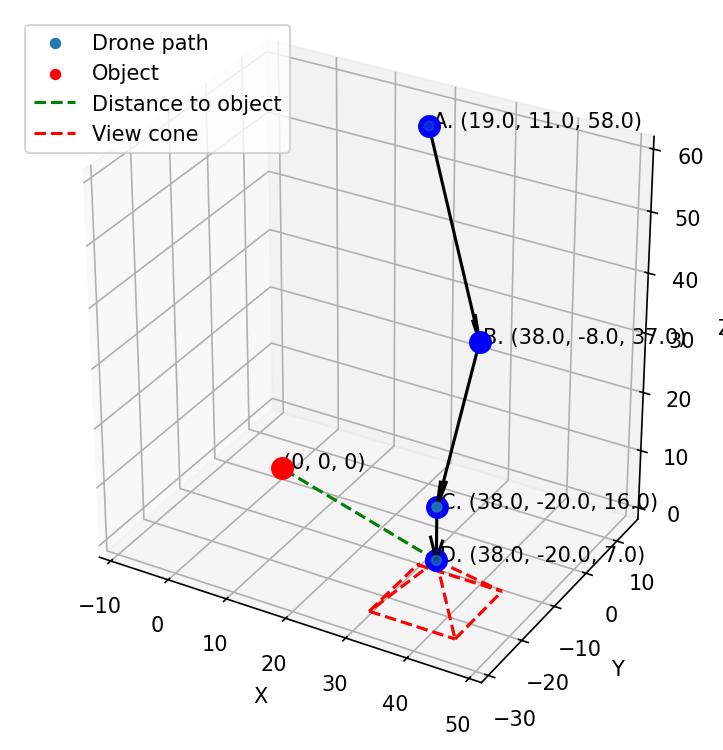 Drone path
Object
Distance to object
View cone
A. (19.0, 11.0, 58.0)
B. (38.0, -8.0, 37.0)
(0, 0, 0)
C. (38.0, -20.0, 16.0)
D. (38.0, -20.0, 7.0)
60
50
40
30
20
10
0
Z
−10
0
10
20
30
40
50
X
10
0
−10
−20
−30
Y